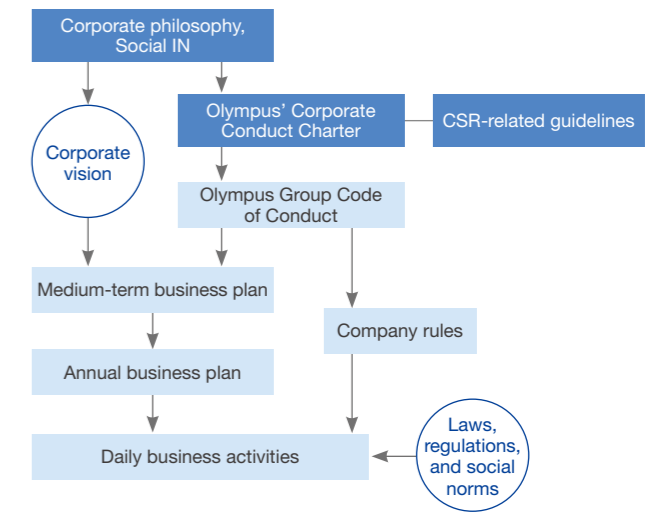 Corporate philosophy,
Social IN
Olympus’ Corporate
Conduct Charter
CSR-related guidelines
Corporate
vision
Olympus Group Code
of Conduct
Medium-term business plan
Company rules
Annual business plan
Daily business activities
Laws,
regulations,
and social
norms